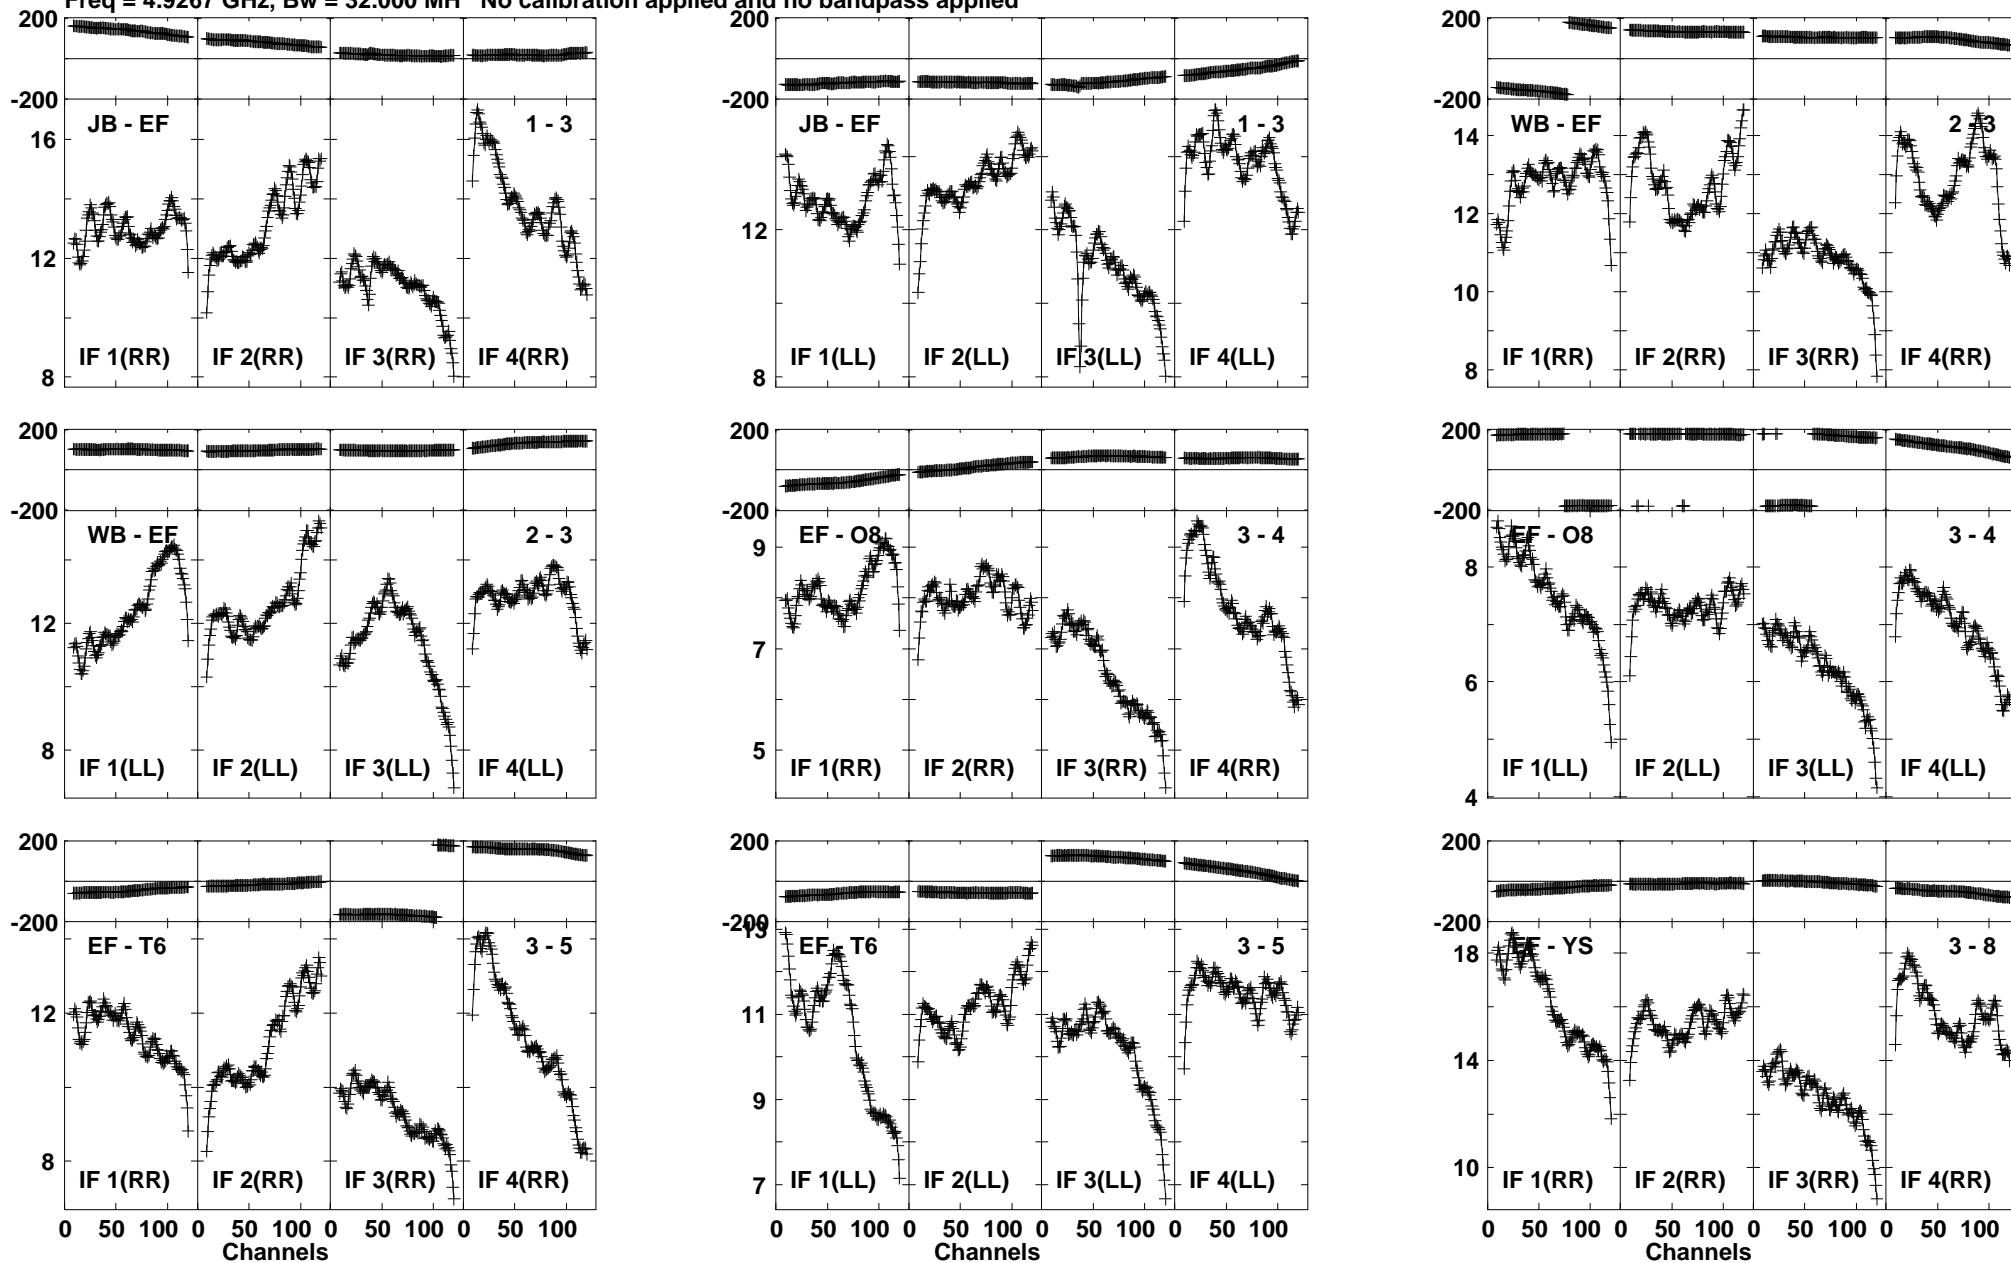 Freq = 4.9267 GHz, Bw = 32.000 MH No calibration applied and no bandpass applied
200
-200
JB - EF
1 - 3
16
12
8
IF 1(RR) IF 2(RR) IF 3(RR) IF 4(RR)
200
-200
JB - EF
1 - 3
12
8
IF 1(LL) IF 2(LL) IF 3(LL) IF 4(LL)
200
-200
WB - EF
2 - 3
14
12
10
8
IF 1(RR) IF 2(RR) IF 3(RR) IF 4(RR)
200
-200
WB - EF
2 - 3
12
8
IF 1(LL) IF 2(LL) IF 3(LL) IF 4(LL)
200
-200
EF - O8
3 - 4
9
7
5
IF 1(RR) IF 2(RR) IF 3(RR) IF 4(RR)
200
-200
EF - O8
3 - 4
8
6
4
IF 1(LL) IF 2(LL) IF 3(LL) IF 4(LL)
200
-200
EF - T6
3 - 5
12
8
IF 1(RR) IF 2(RR) IF 3(RR) IF 4(RR)
0 50 100 0 50 100 0 50 100 0 50 100
Channels
200
-200
13
EF - T6
3 - 5
11
9
7
IF 1(LL) IF 2(LL) IF 3(LL) IF 4(LL)
0 50 100 0 50 100 0 50 100 0 50 100
Channels
200
-200
EF - YS
3 - 8
18
14
10
IF 1(RR) IF 2(RR) IF 3(RR) IF 4(RR)
0 50 100 0 50 100 0 50 100 0 50 100
Channels